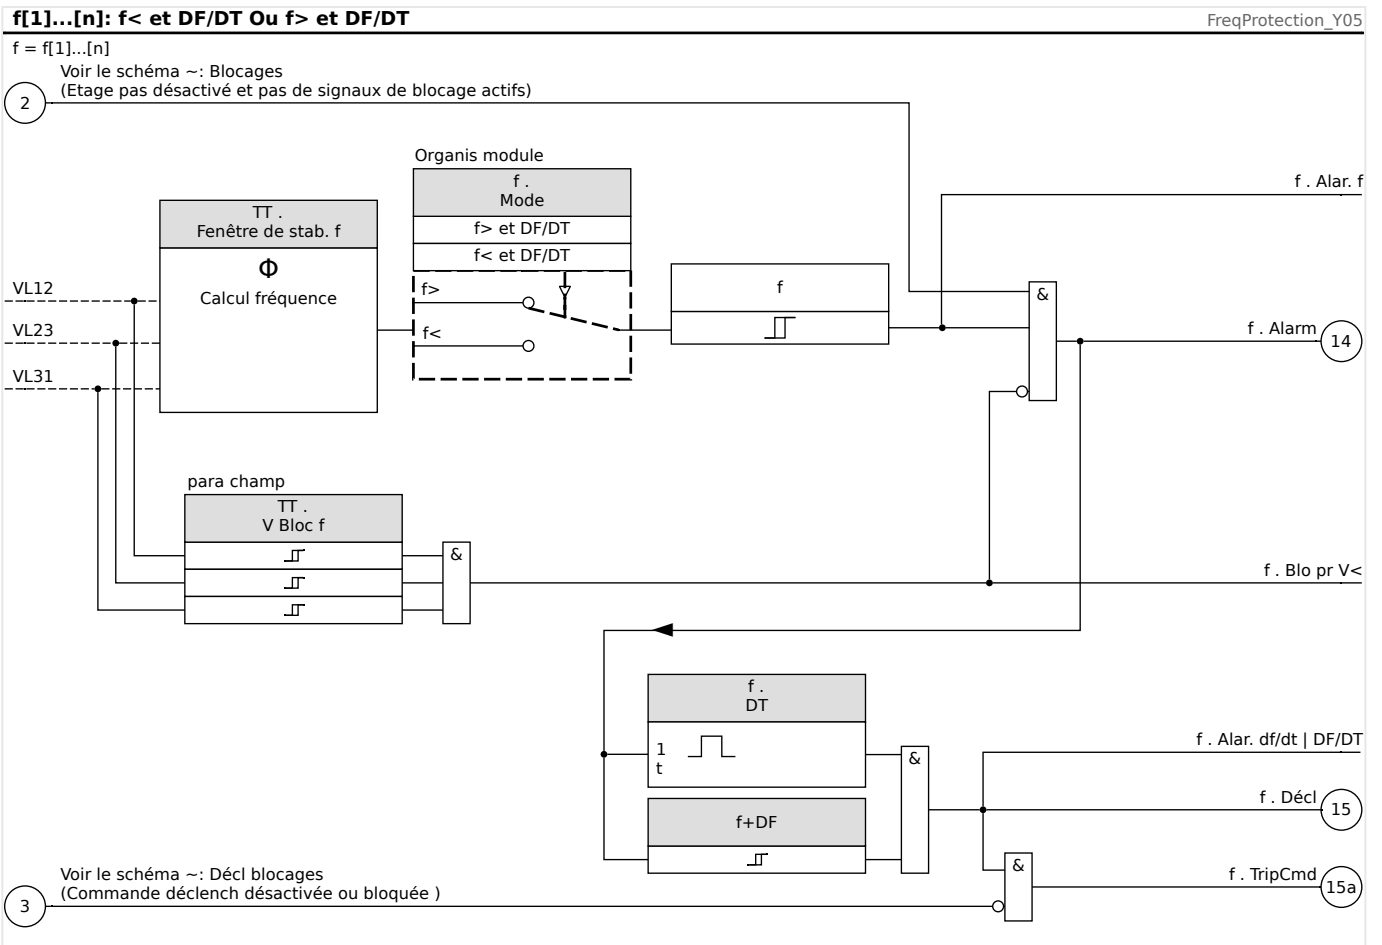 f[1]...[n]: f< et DF/DT Ou f> et DF/DT
FreqProtection_Y05
f = f[1]...[n]
Voir le schéma ~: Blocages
(Etage pas désactivé et pas de signaux de blocage actifs)
2
Organis module
f .
Mode
f> et DF/DT
f< et DF/DT
f>
f<
TT .
Fenêtre de stab. f
Φ
Calcul fréquence
VL12
VL23
VL31
f
&
f . Alar. f
f . Alarm
14
para champ
TT .
V Bloc f
&
f . Blo pr V<
f .
DT
1
t
f+DF
&
f . Alar. df/dt | DF/DT
f . Décl
15
&
f . TripCmd
15a
Voir le schéma ~: Décl blocages
(Commande déclench désactivée ou bloquée )
3